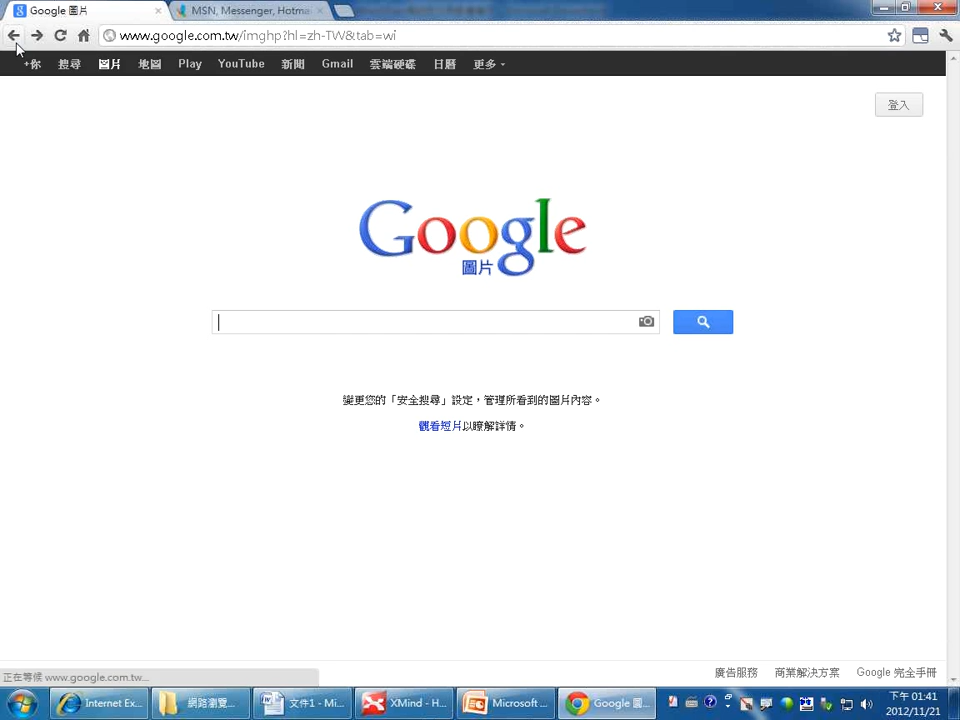 Google 圖片
MSN, Messenger, Hotma
www.google.com.tw/imghp?hl=zh-TW&tab=wi
+你 搜尋 圖片 地圖 Play YouTube 新聞 Gmail 雲端硬碟 日曆 更多
登入
Google
圖片
變更您的「安全搜尋」設定，管理所看到的圖片內容。
觀看短片以瞭解詳情。
廣告服務 商業解決方案 Google 完全手冊
正在等候 www.google.com.tw...
Internet Ex... 網路瀏覽... 文件1 - Mi... XMind - H... Microsoft ... Google 圖...
下午 01:41
2012/11/21